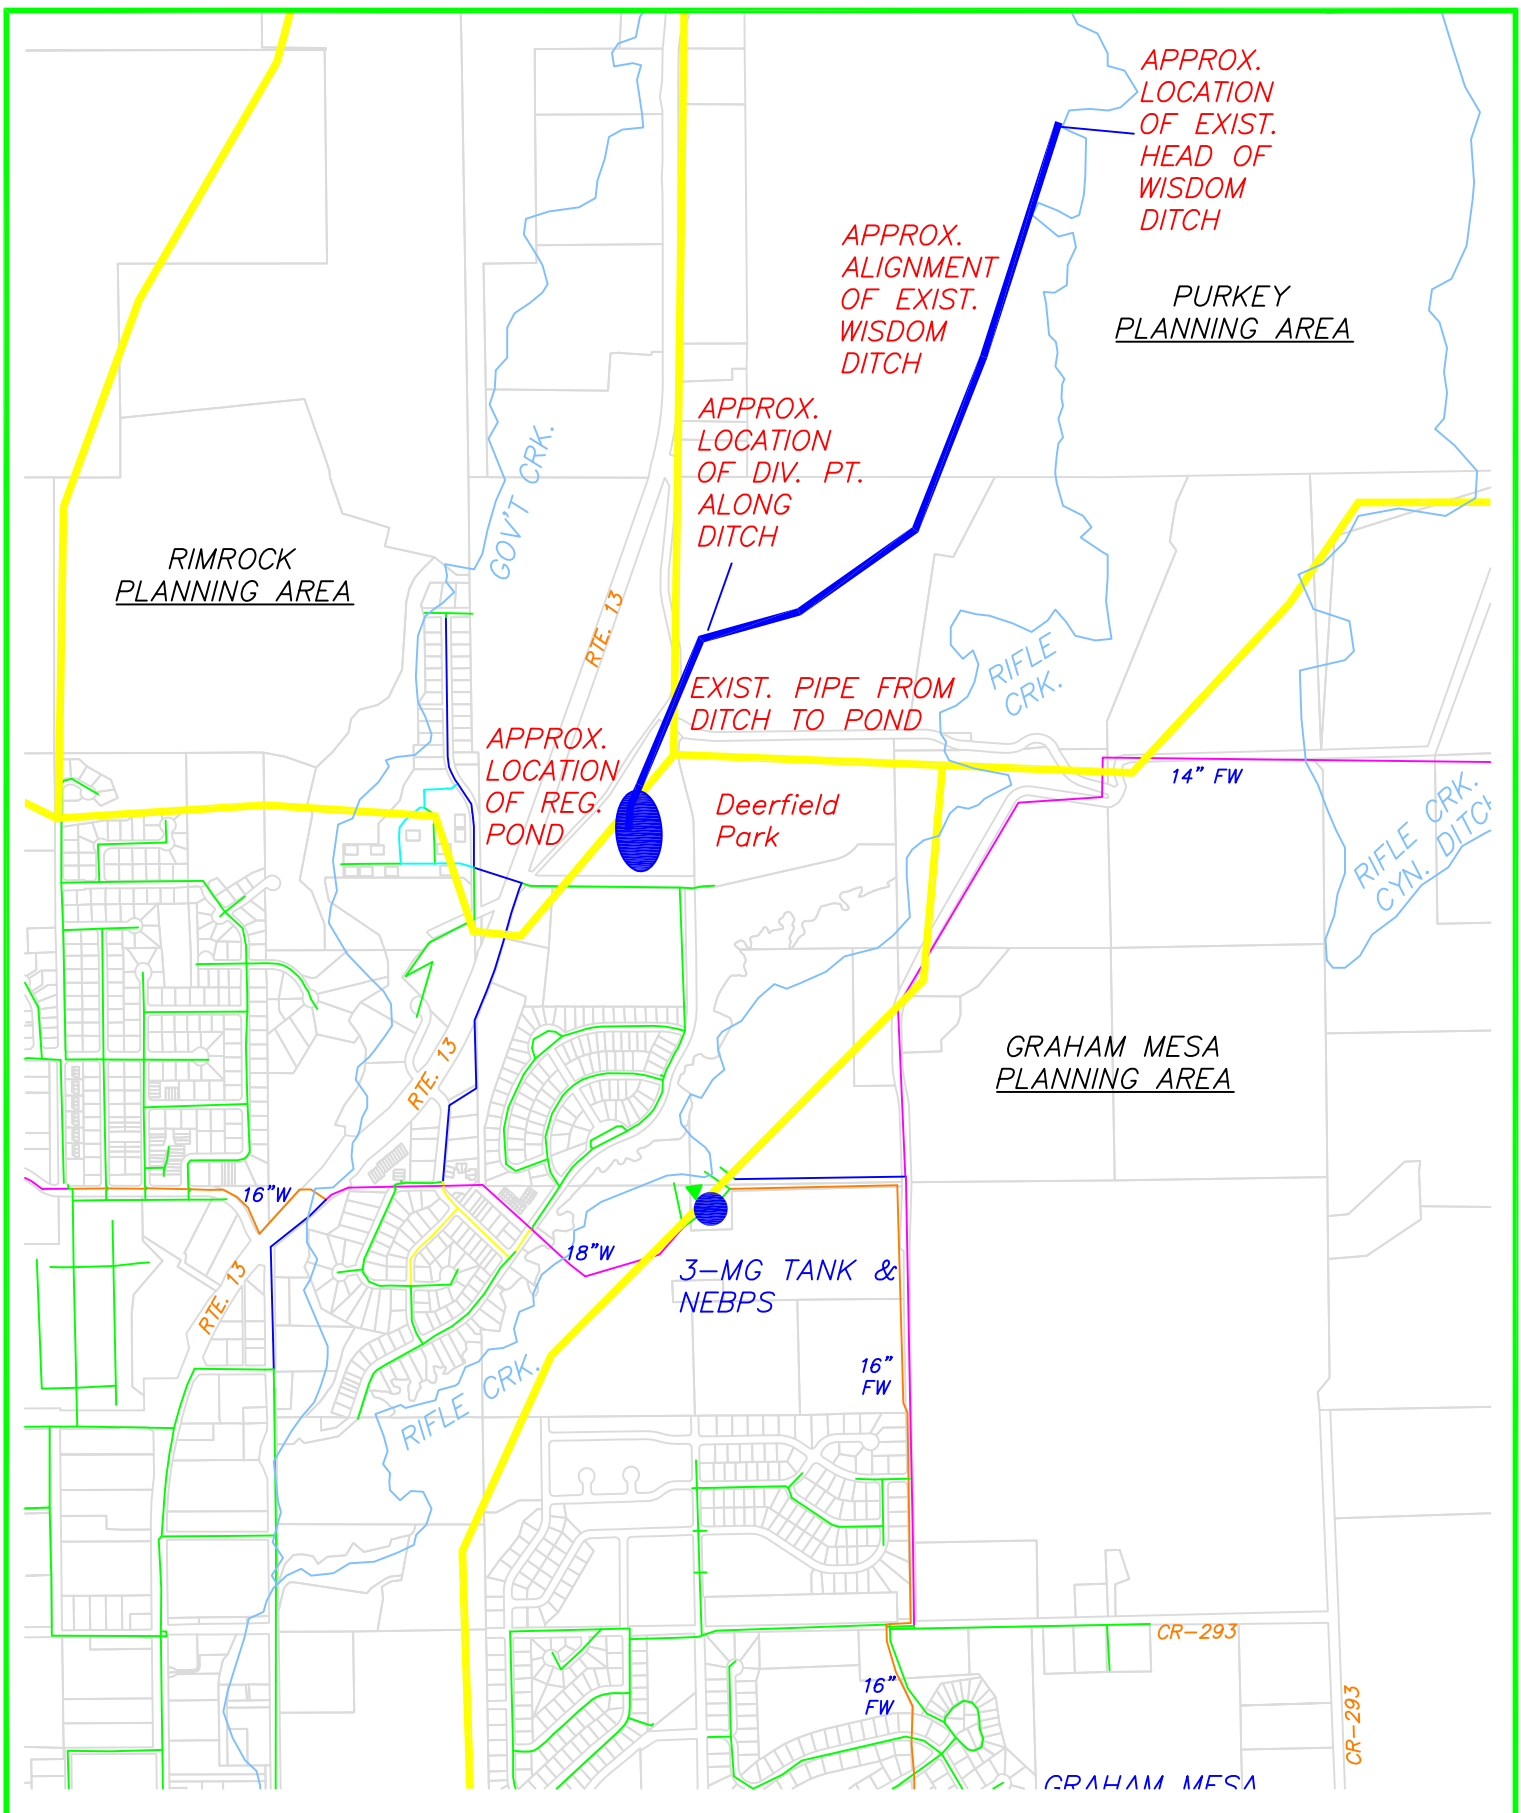 APPROX.
LOCATION
OF EXIST.
HEAD OF
WISDOM
DITCH
APPROX.
ALIGNMENT
OF EXIST.
WISDOM
DITCH
PURKEY
PLANNING AREA
APPROX.
LOCATION
OF DIV. PT.
ALONG
DITCH
GOV'T CRK.
RIMROCK
PLANNING AREA
RTE. 13
RIFLE
CRK.
EXIST. PIPE FROM
DITCH TO POND
APPROX.
LOCATION
OF REG.
POND
Deerfield
Park
14" FW
RIFLE CRK.
CYN. DITCH
GRAHAM MESA
PLANNING AREA
RTE. 13
16"W
18"W
RTE. 13
3-MG TANK &
NEBPS
16"
FW
RIFLE CRK.
CR-293
16"
FW
CR-293
GRAHAM MESA